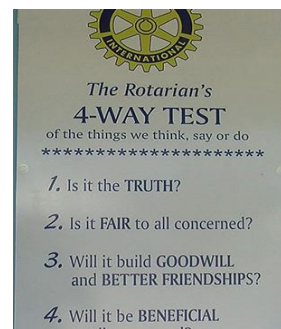 INTERNATIONAL
The Rotarian's
4-WAY TEST
of the things we think, say or do
**********************
1. Is it the TRUTH?
2. Is it FAIR to all concerned?
3. Will it build GOODWILL
and BETTER FRIENDSHIPS?
4. Will it be BENEFICIAL